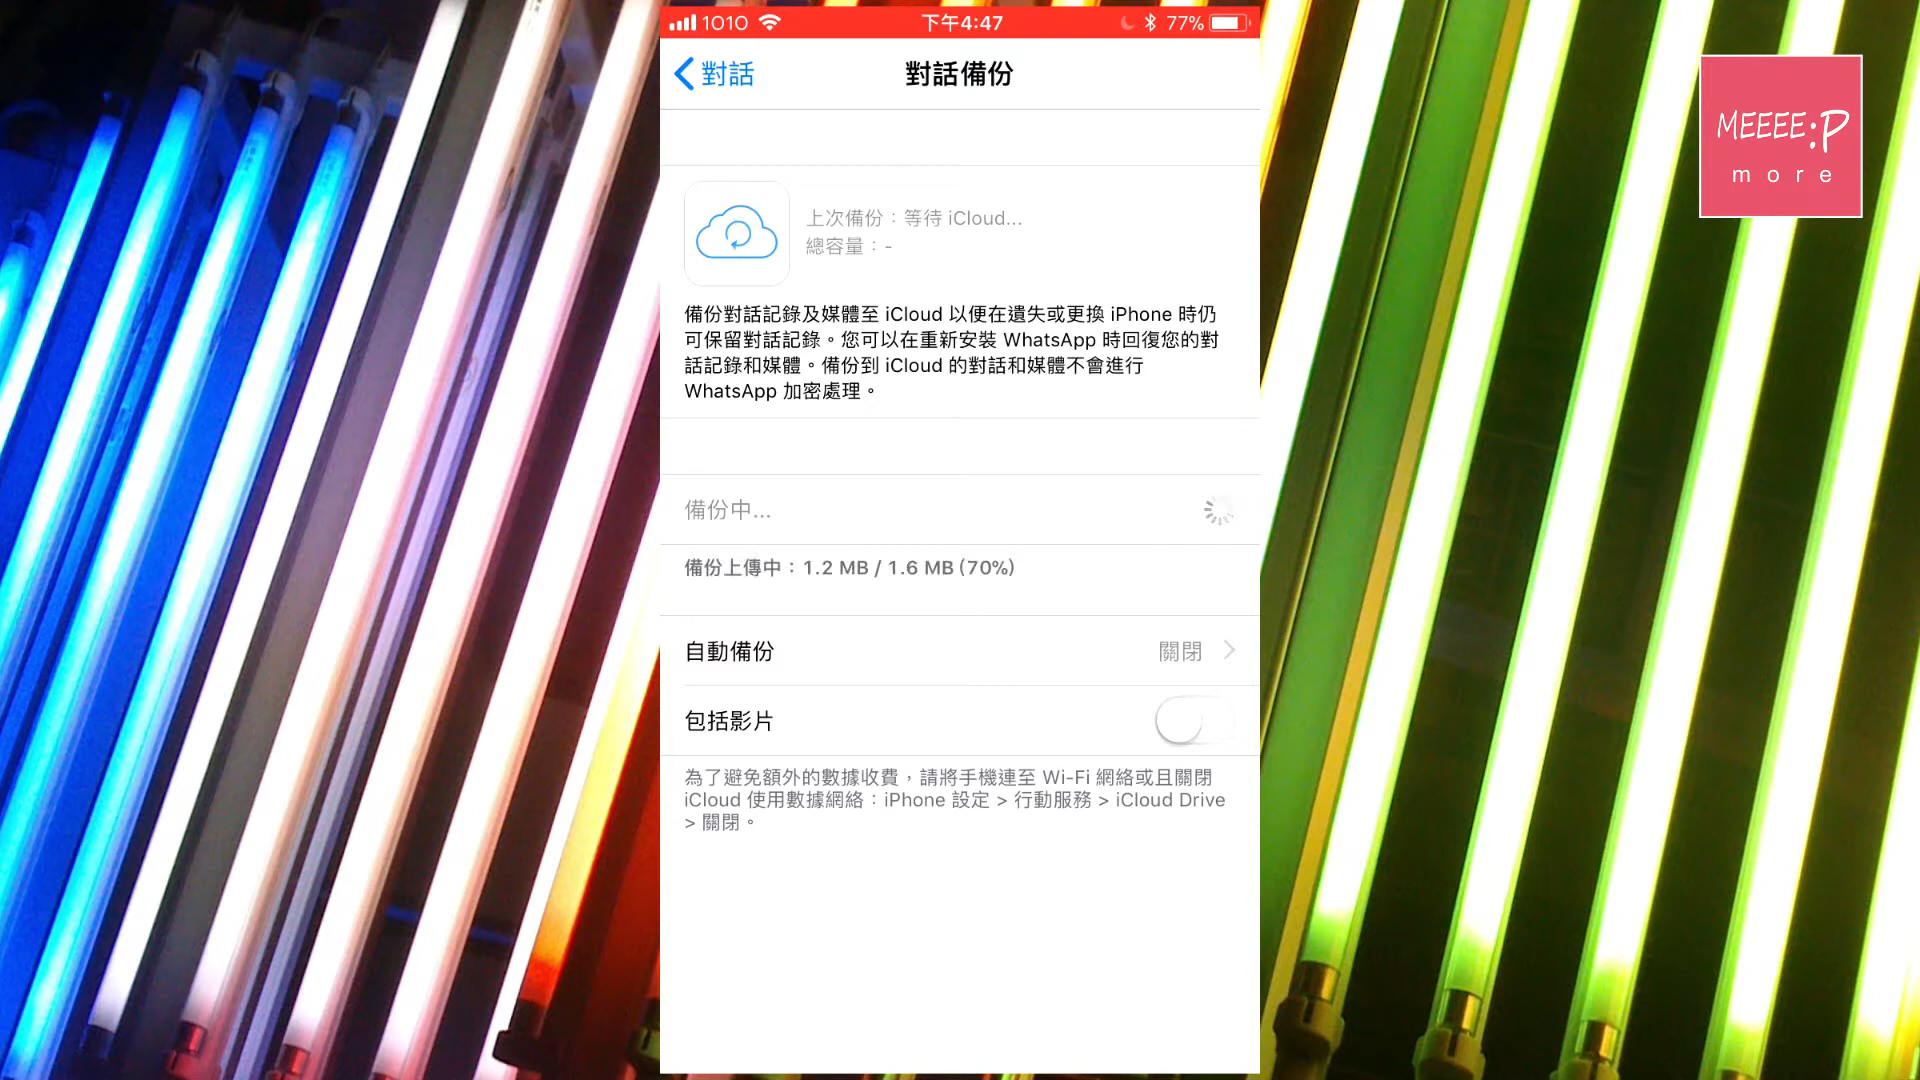 1O1O
下午4:47
77%
對話
對話備份
MEEEE:P
more
上次備份：等待 iCloud...
總容量：-
備份對話記錄及媒體至 iCloud 以便在遺失或更換 iPhone 時仍
可保留對話記錄。您可以在重新安裝 WhatsApp 時回復您的對
話記錄和媒體。備份到 iCloud 的對話和媒體不會進行
WhatsApp 加密處理。
備份中...
備份上傳中：1.2 MB / 1.6 MB (70%)
自動備份
關閉
包括影片
為了避免額外的數據收費，請將手機連至 Wi-Fi 網絡或且關閉
iCloud 使用數據網絡：iPhone 設定 > 行動服務 > iCloud Drive
> 關閉。